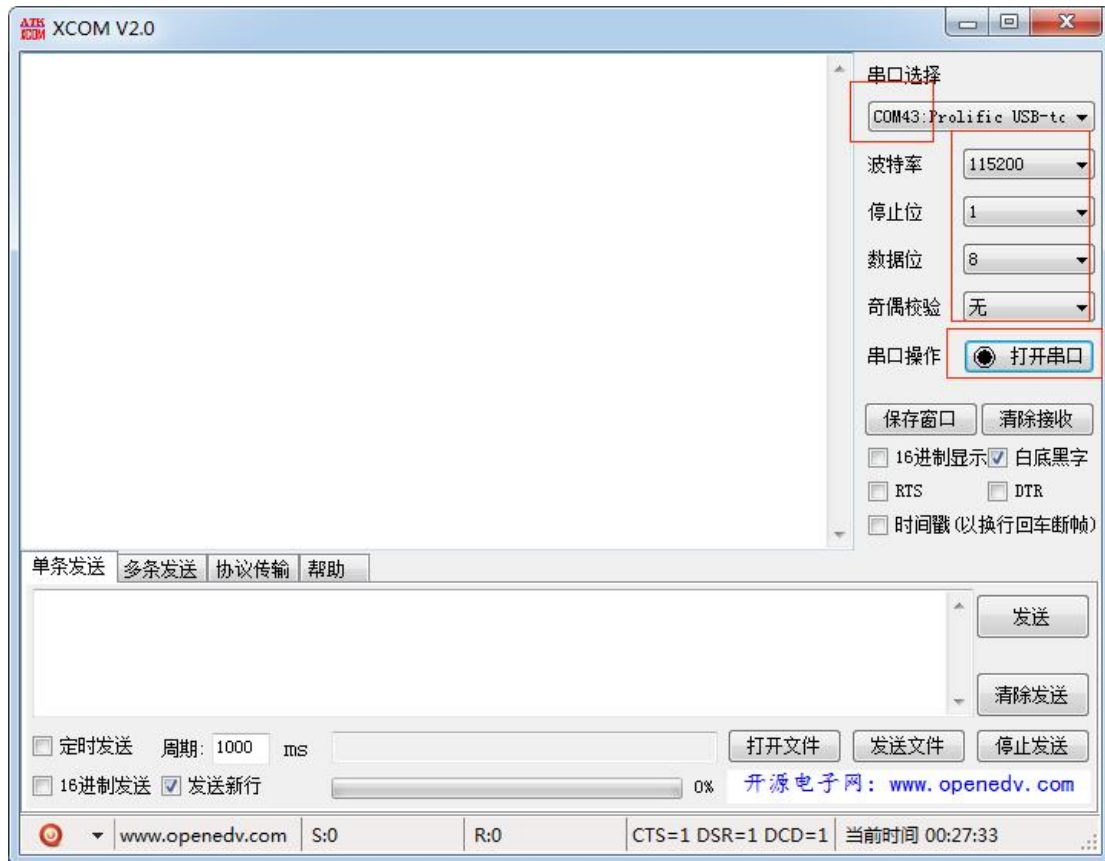 ATK XCOM XCOM V2.0
串口选择
COM43:Prolific USB-to
波特率 115200
停止位 1
数据位 8
奇偶校验 无
串口操作 打开串口
保存窗口 清除接收
16进制显示 白底黑字
RTS DTR
时间戳(以换行回车断帧)
单条发送 多条发送 协议传输 帮助
发送
清除发送
定时发送 周期: 1000 ms 打开文件 发送文件 停止发送
16进制发送 发送新行 0% 开源电子网: www.openedv.com
www.openedv.com S:0 R:0 CTS=1 DSR=1 DCD=1 当前时间 00:27:33